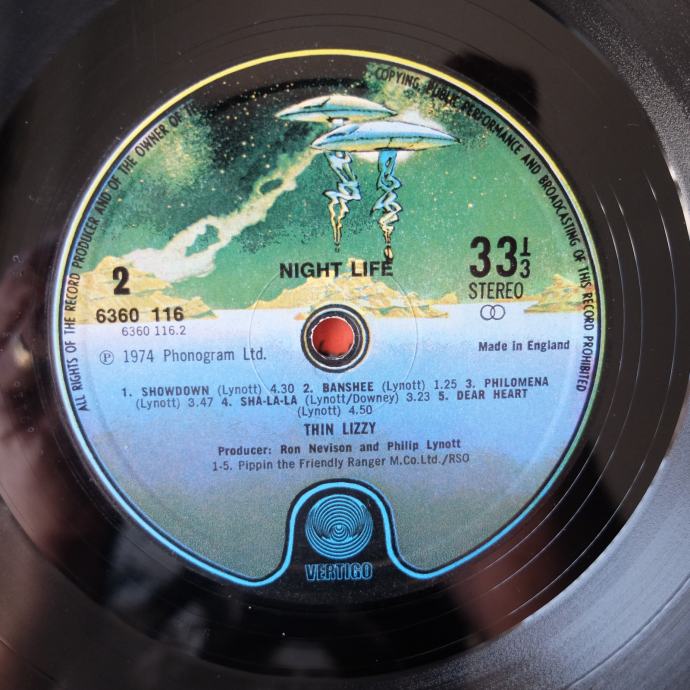 ALL RIGHTS OF THE RECORD PRODUCER AND OF THE OWNER OF
COPYING, PUBLIC PERFORMANCE AND BROADCASTING OF THIS RECORD PROHIBITED
NIGHT LIFE
2
6360 116
6360 116.2
℗ 1974 Phonogram Ltd.
33⅓
STEREO
Made in England
1. SHOWDOWN (Lynott) 4.30 2. BANSHEE (Lynott) 1.25 3. PHILOMENA
(Lynott) 3.47 4. SHA-LA-LA (Lynott/Downey) 3.23 5. DEAR HEART
(Lynott) 4.50
THIN LIZZY
Producer: Ron Nevison and Philip Lynott
1-5. Pippin the Friendly Ranger M.Co.Ltd./RSO
VERTIGO